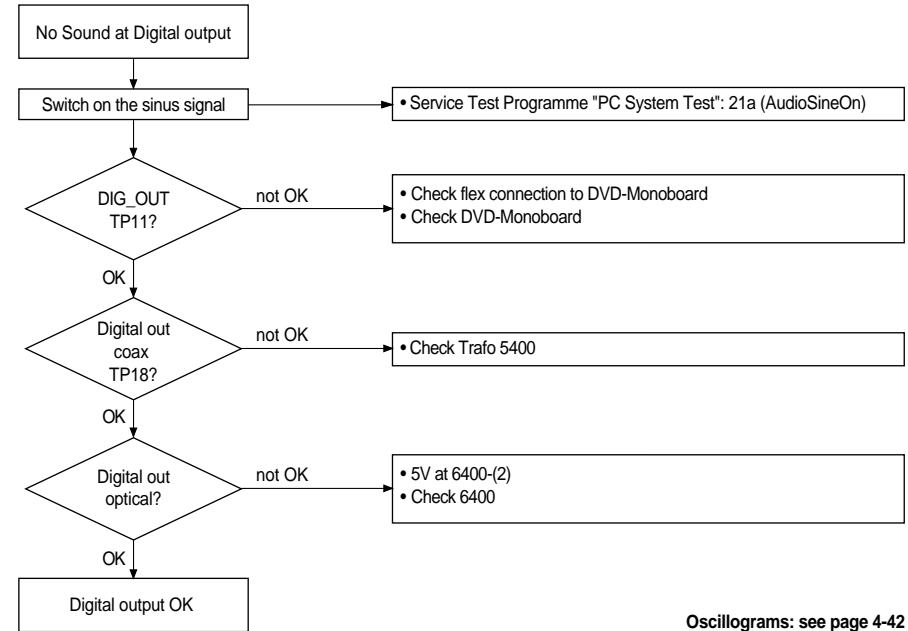 No Sound at Digital output
Switch on the sinus signal
• Service Test Programme "PC System Test": 21a (AudioSineOn)
DIG_OUT
TP11?
not OK
• Check flex connection to DVD-Monoboard
• Check DVD-Monoboard
OK
Digital out
coax
TP18?
not OK
• Check Trafo 5400
OK
Digital out
optical?
not OK
• 5V at 6400-(2)
• Check 6400
OK
Digital output OK
Oscillograms: see page 4-42